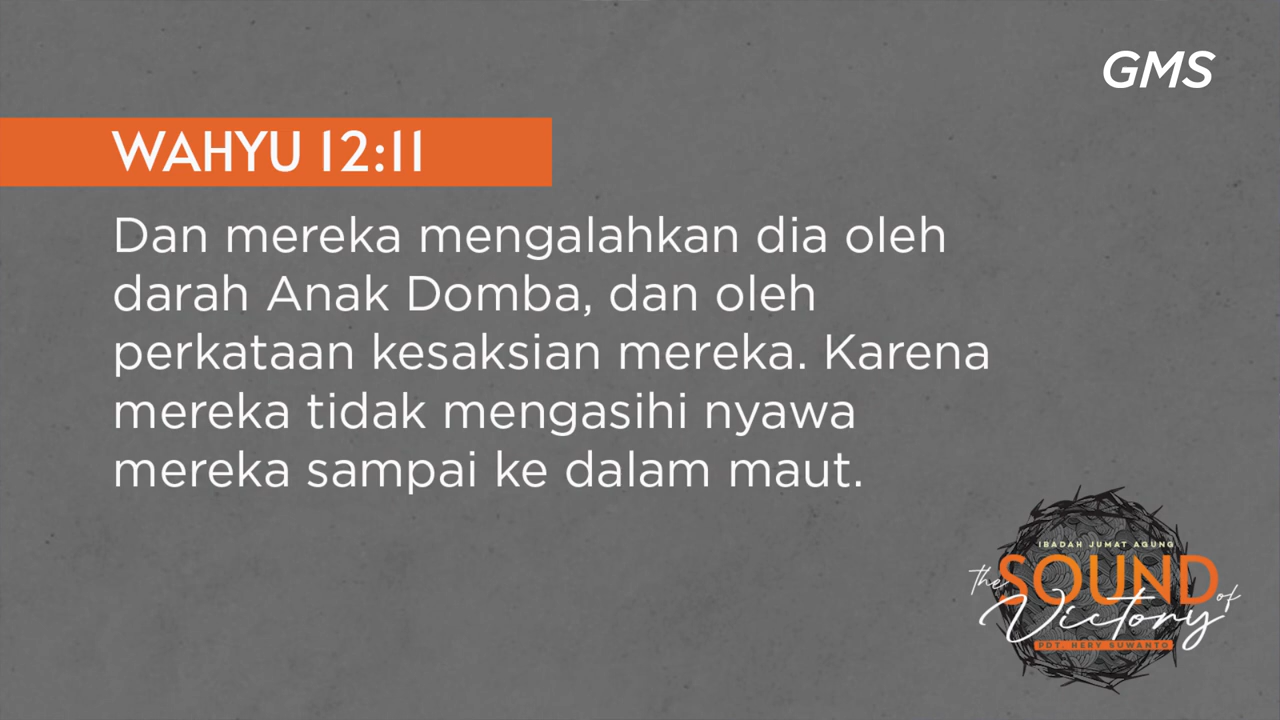 GMS
WAHYU 12:11
Dan mereka mengalahkan dia oleh
darah Anak Domba, dan oleh
perkataan kesaksian mereka. Karena
mereka tidak mengasihi nyawa
mereka sampai ke dalam maut.
IBADAH JUMAT AGUNG
The SOUND of
Victory
PDT. HERY SUWANTO